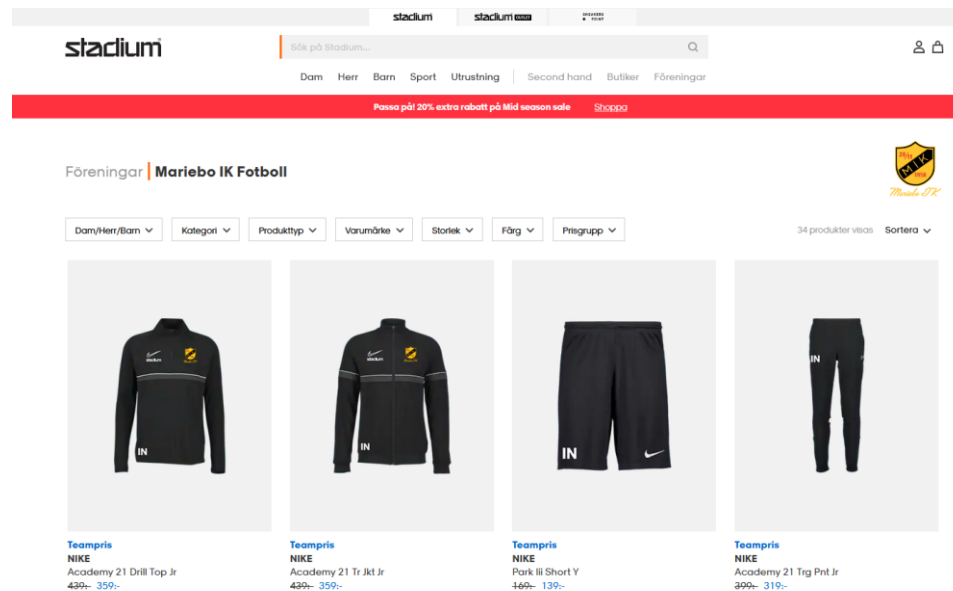 stadium stadium OUTLET
stadium
Sök på Stadium...
Dam Herr Barn Sport Utrustning Second hand Butiker Föreningar
Passa på! 20% extra rabatt på Mid season sale Shoppa
Föreningar Mariebo IK Fotboll
MIK
1958
Mariebo IK
Dam/Herr/Barn Kategori Produkttyp Varumärke Storlek Färg Prisgrupp 34 produkter visas Sortera
stadium stadium
IN
IN IN IN
Teampris Teampris Teampris Teampris
NIKE NIKE NIKE NIKE
Academy 21 Drill Top Jr Academy 21 Tr Jkt Jr Park Iii Short Y Academy 21 Trg Pnt Jr
439:- 359:- 439:- 359:- 169:- 139:- 399:- 319:-